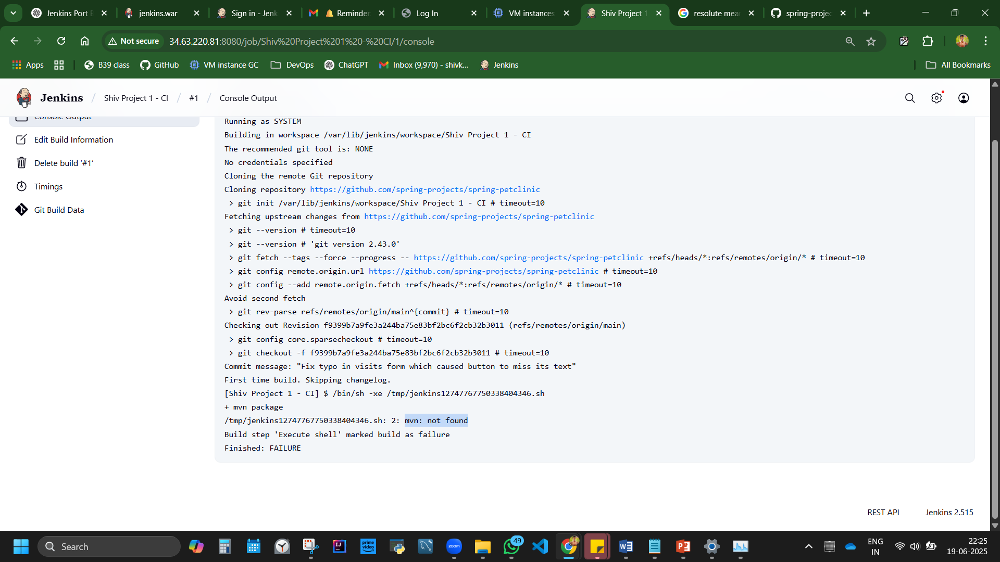 Jenkins Port E
jenkins.war
Sign in - Jenk
Reminder
Log In
VM instances
Shiv Project 1
resolute mea
spring-projec
Not secure
34.63.220.81:8080/job/Shiv%20Project%201%20-%20CI/1/console
Apps
B39 class
GitHub
VM instance GC
DevOps
ChatGPT
Inbox (9,970) - shivk...
Jenkins
All Bookmarks
Jenkins / Shiv Project 1 - CI / #1 / Console Output
Console Output
Edit Build Information
Delete build ‘#1’
Timings
Git Build Data
Running as SYSTEM
Building in workspace /var/lib/jenkins/workspace/Shiv Project 1 - CI
The recommended git tool is: NONE
No credentials specified
Cloning the remote Git repository
Cloning repository https://github.com/spring-projects/spring-petclinic
 > git init /var/lib/jenkins/workspace/Shiv Project 1 - CI # timeout=10
Fetching upstream changes from https://github.com/spring-projects/spring-petclinic
 > git --version # timeout=10
 > git --version # 'git version 2.43.0'
 > git fetch --tags --force --progress -- https://github.com/spring-projects/spring-petclinic +refs/heads/*:refs/remotes/origin/* # timeout=10
 > git config remote.origin.url https://github.com/spring-projects/spring-petclinic # timeout=10
 > git config --add remote.origin.fetch +refs/heads/*:refs/remotes/origin/* # timeout=10
Avoid second fetch
 > git rev-parse refs/remotes/origin/main^{commit} # timeout=10
Checking out Revision f9399b7a9fe3a244ba75e83bf2bc6f2cb32b3011 (refs/remotes/origin/main)
 > git config core.sparsecheckout # timeout=10
 > git checkout -f f9399b7a9fe3a244ba75e83bf2bc6f2cb32b3011 # timeout=10
Commit message: "Fix typo in visits form which caused button to miss its text"
First time build. Skipping changelog.
[Shiv Project 1 - CI] $ /bin/sh -xe /tmp/jenkins12747767750338404346.sh
+ mvn package
/tmp/jenkins12747767750338404346.sh: 2: mvn: not found
Build step 'Execute shell' marked build as failure
Finished: FAILURE
REST API
Jenkins 2.515
Search
prime video
zoom
49
ENG
IN
22:25
19-06-2025